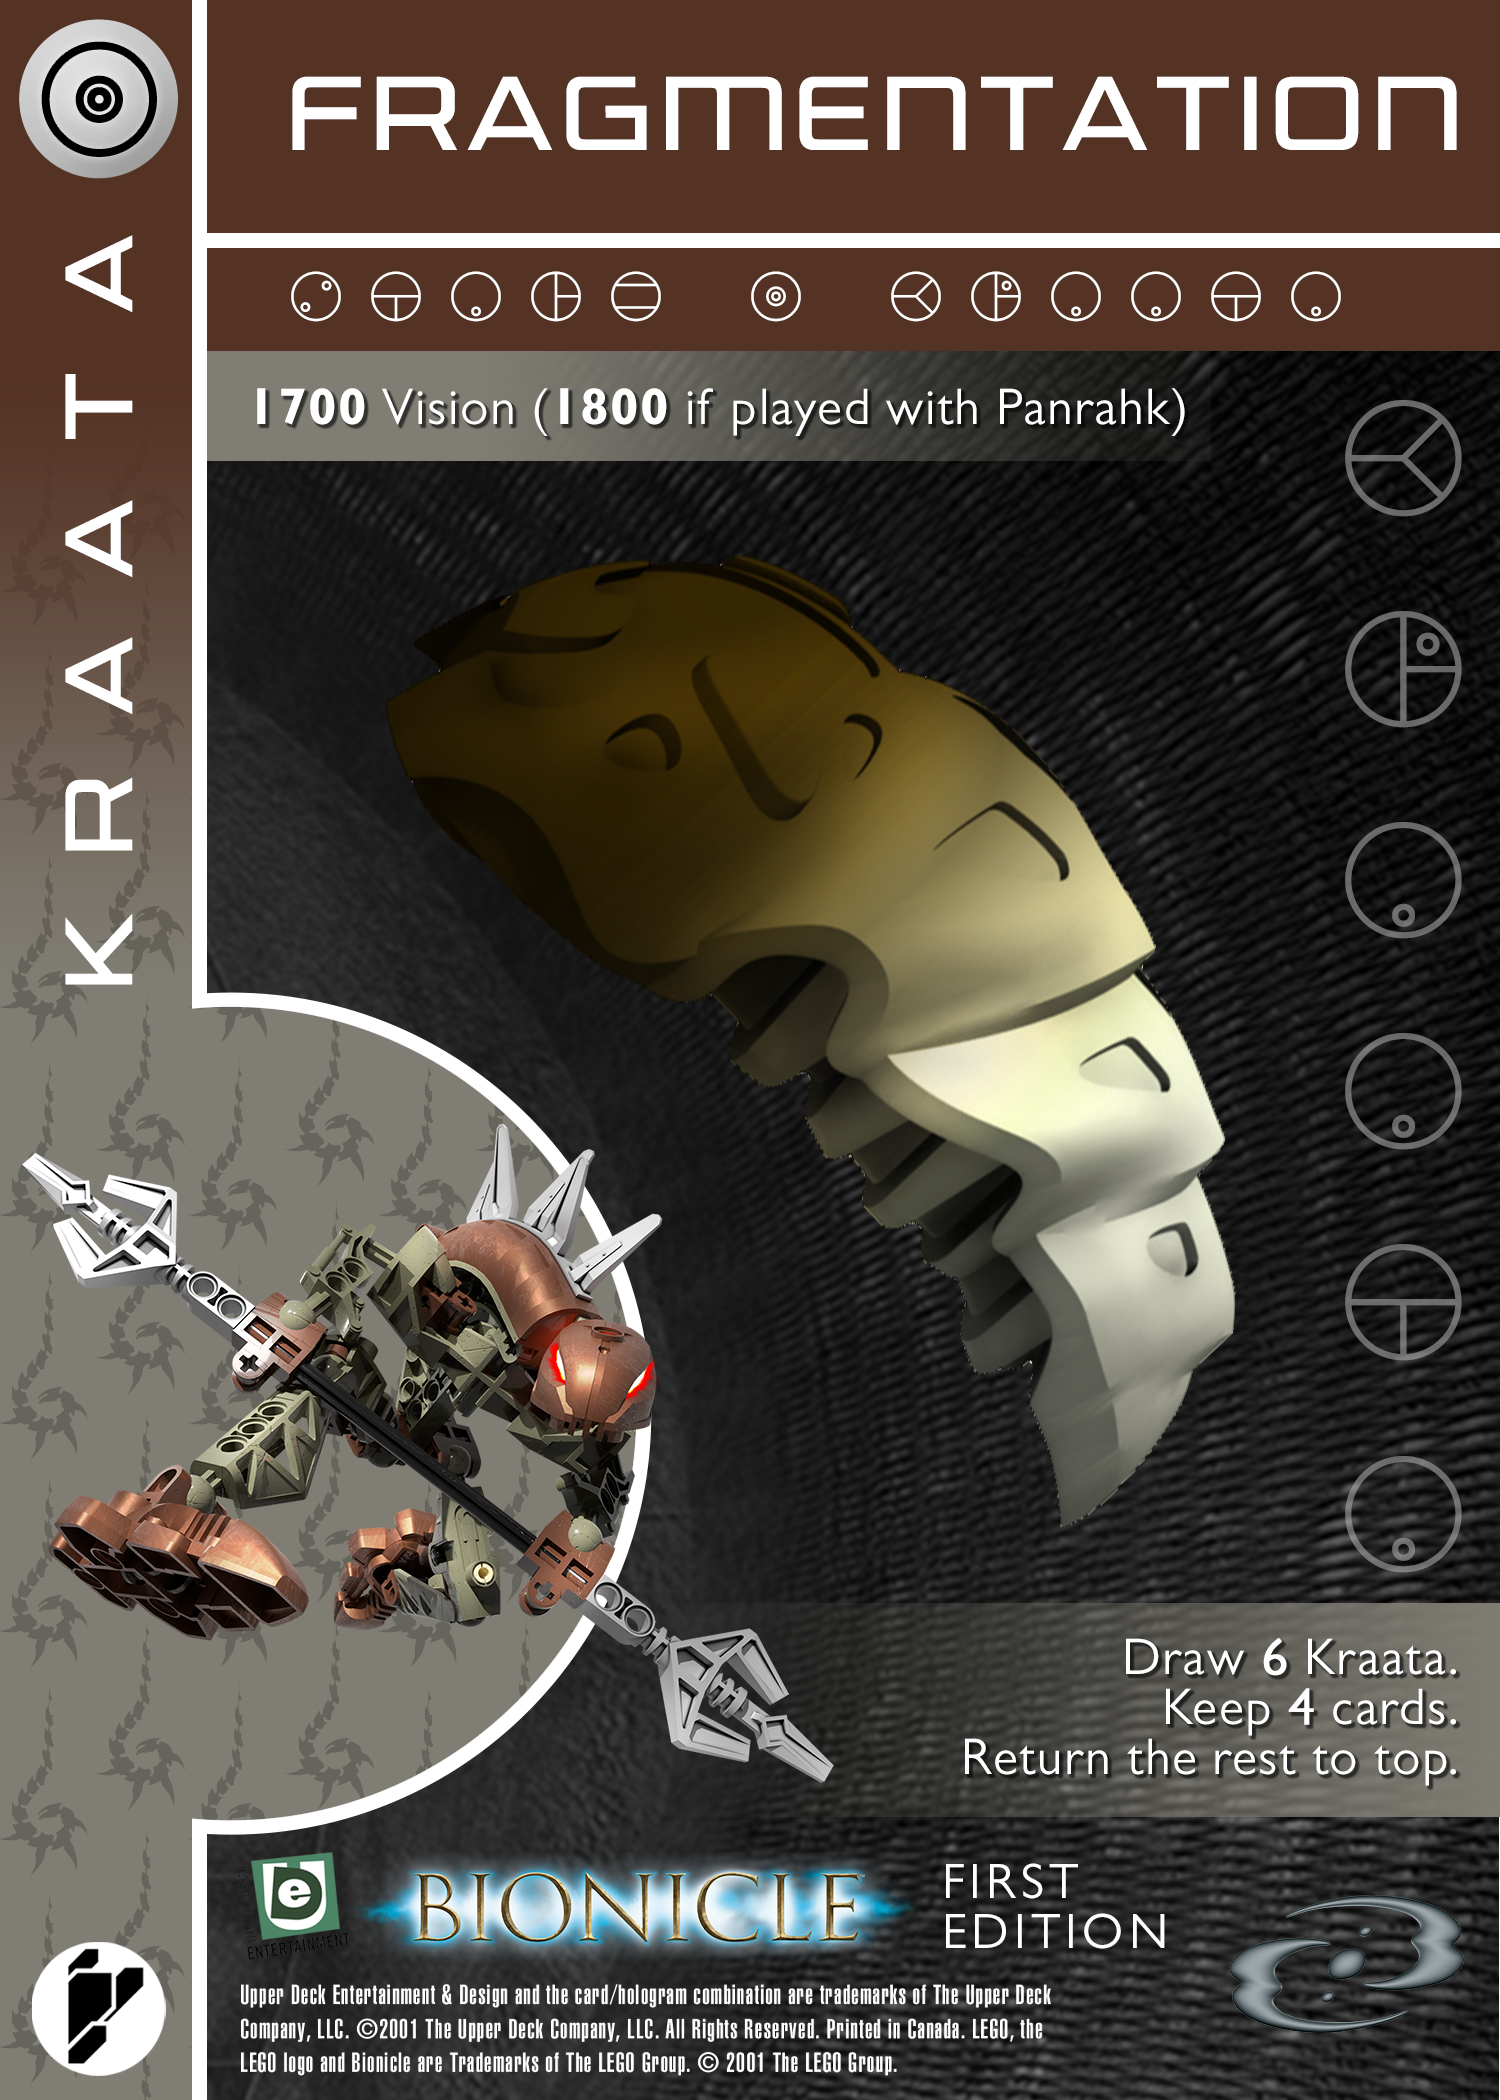 FRAGMENTATION
KRAATA
1700 Vision (1800 if played with Panrahk)
Draw 6 Kraata.
Keep 4 cards.
Return the rest to top.
e
ENTERTAINMENT
BIONICLE
FIRST
EDITION
Upper Deck Entertainment & Design and the card/hologram combination are trademarks of The Upper Deck
Company, LLC. ©2001 The Upper Deck Company, LLC. All Rights Reserved. Printed in Canada. LEGO, the
LEGO logo and Bionicle are Trademarks of The LEGO Group. © 2001 The LEGO Group.